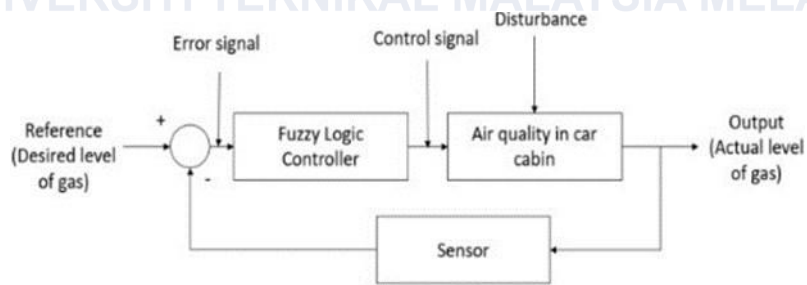 Disturbance
Error signal
Control signal
+
Reference
(Desired level
of gas)
Fuzzy Logic
Controller
Air quality in car
cabin
Output
(Actual level
of gas)
-
Sensor